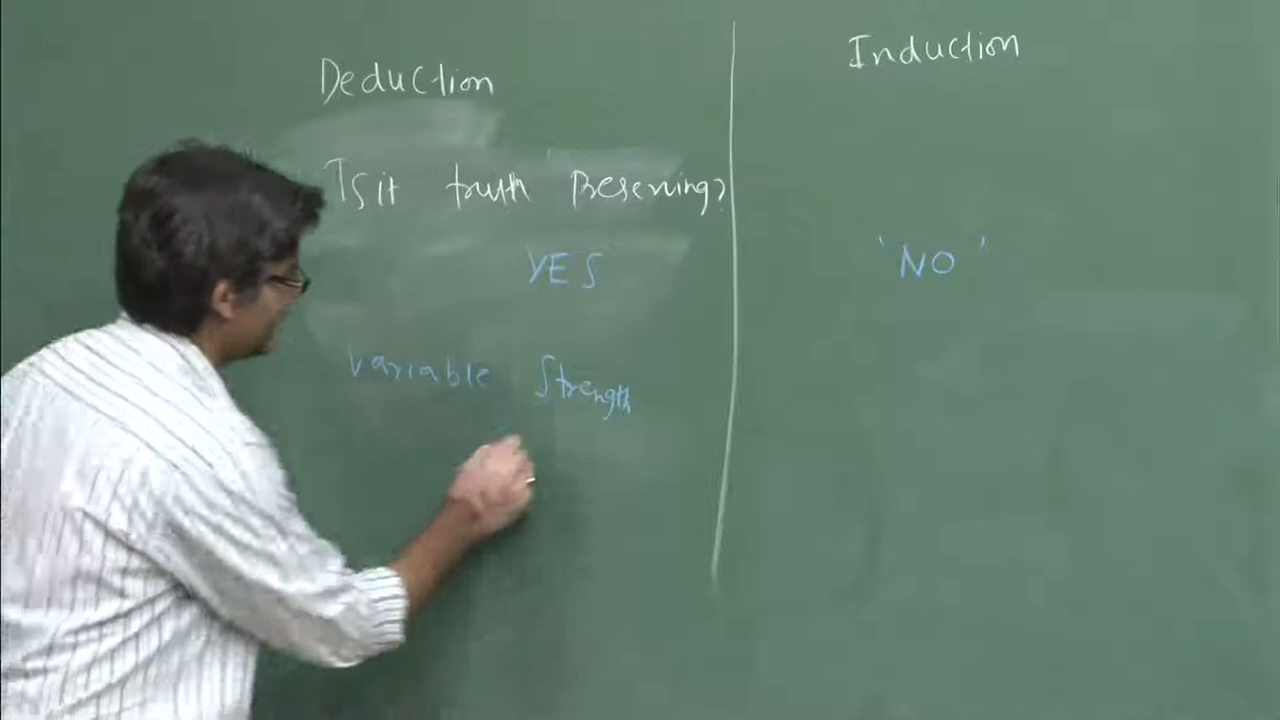 Deduction
Induction
Is it truth Preserving?
YES
'NO'
Variable Strength